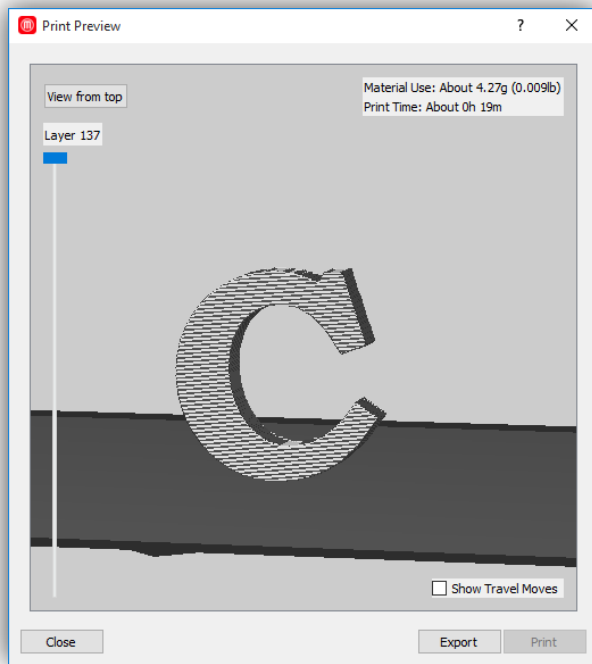 Print Preview
?
View from top
Material Use: About 4.27g (0.009lb)
Print Time: About 0h 19m
Layer 137
C
Show Travel Moves
Close
Export
Print